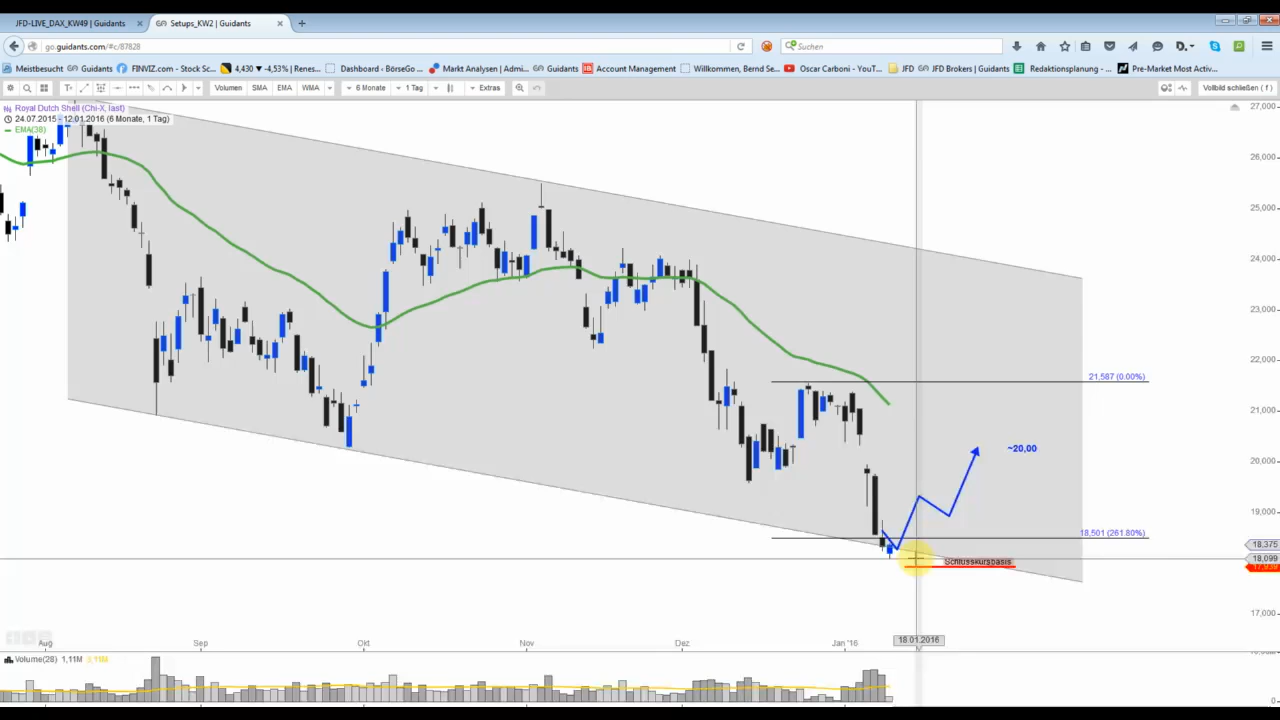 JFD-LIVE_DAX_KW49 | Guidants
Setups_KW2 | Guidants
go.guidants.com/#c/87828
Suchen
Meistbesucht
Guidants
FINVIZ.com - Stock Sc...
4,430 ▼ -4,53% | Renes...
Dashboard - BörseGo ...
Markt Analysen | Admi...
Guidants
Account Management
Willkommen, Bernd Se...
Oscar Carboni - YouT...
JFD
JFD Brokers | Guidants
Redaktionsplanung - ...
Pre-Market Most Activ...
Volumen
SMA
EMA
WMA
6 Monate
1 Tag
Extras
Vollbild schließen ( f )
Royal Dutch Shell (Chi-X, last)
24.07.2015 - 12.01.2016 (6 Monate, 1 Tag)
EMA(38)
27,000
26,000
25,000
24,000
23,000
22,000
21,587 (0.00%)
21,000
~20,00
20,000
19,000
18,501 (261.80%)
18,375
18,099
Schlusskursbasis
17,939
17,000
Aug
Sep
Okt
Nov
Dez
Jan '16
18.01.2016
Volume(28) 1,11M 3,11M
0